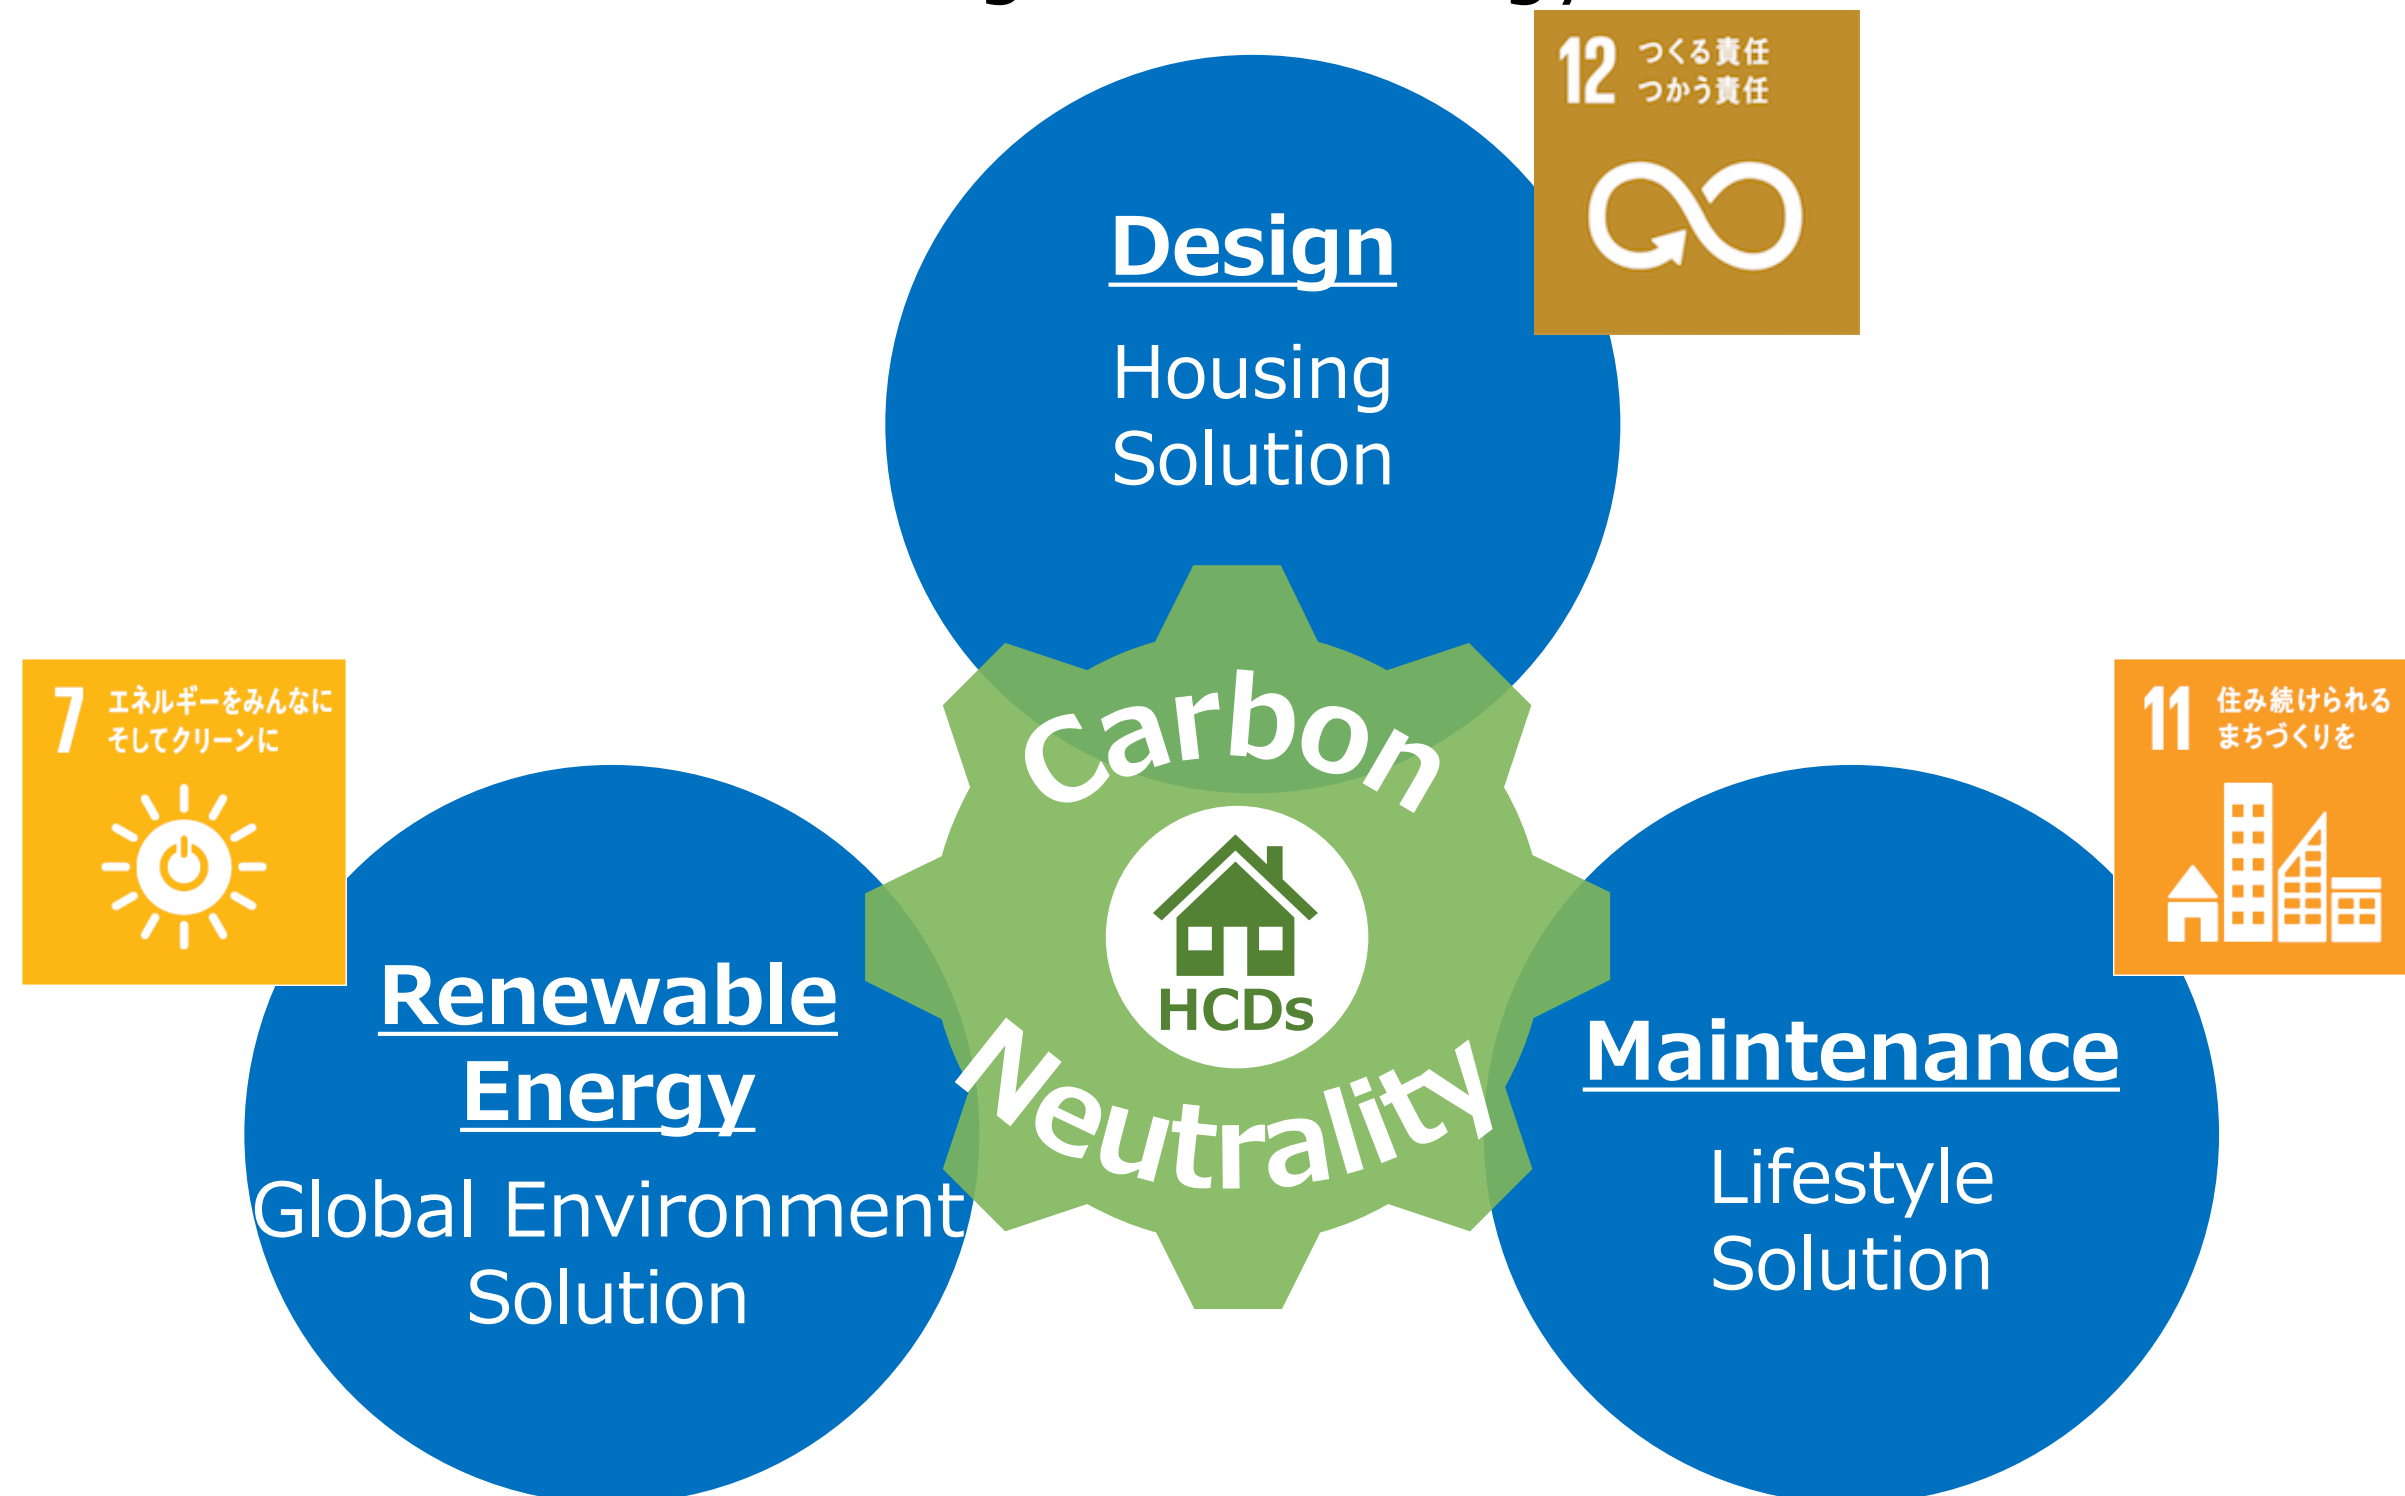 12 つくる責任
つかう責任
Design
Housing
Solution
7 エネルギーをみんなに
そしてクリーンに
11 住み続けられる
まちづくりを
Carbon
HCDs
Neutrality
Renewable
Energy
Global Environment
Solution
Maintenance
Lifestyle
Solution